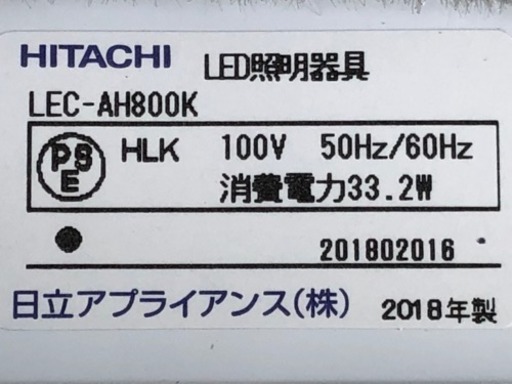 HITACHI LED照明器具
LEC-AH800K
PSE HLK 100V 50Hz/60Hz
消費電力33.2W
201802016
日立アプライアンス(株) 2018年製